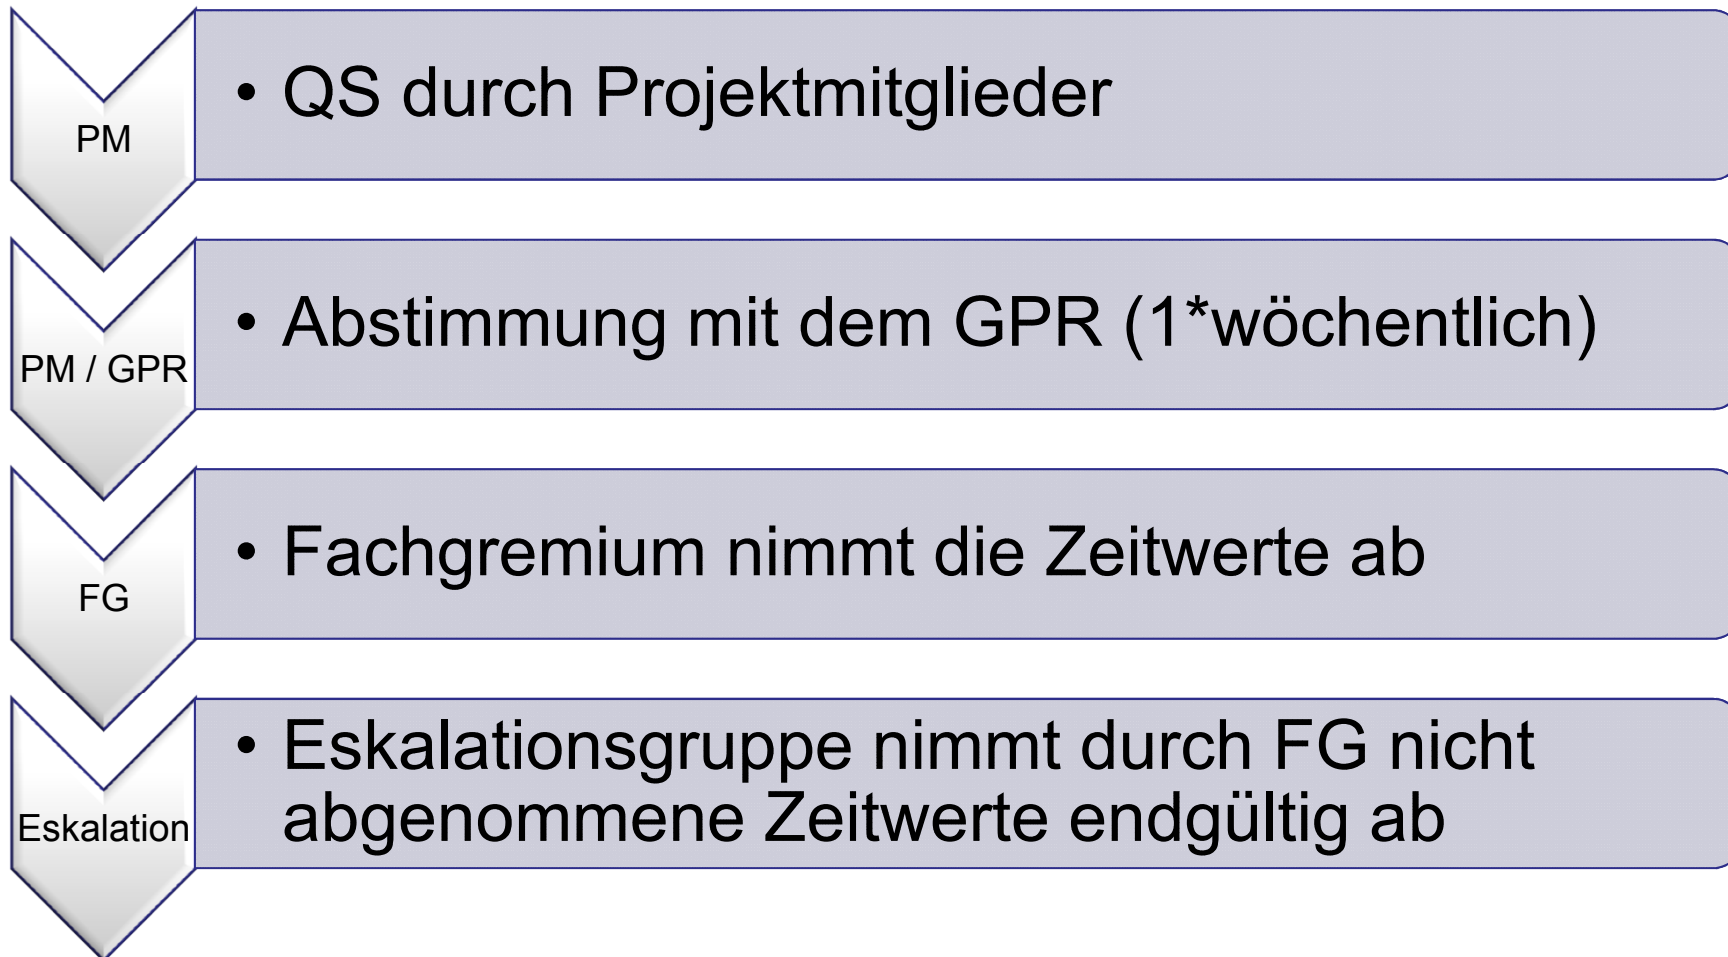 PM
• QS durch Projektmitglieder
PM / GPR
• Abstimmung mit dem GPR (1*wöchentlich)
FG
• Fachgremium nimmt die Zeitwerte ab
Eskalation
• Eskalationsgruppe nimmt durch FG nicht
abgenommene Zeitwerte endgültig ab